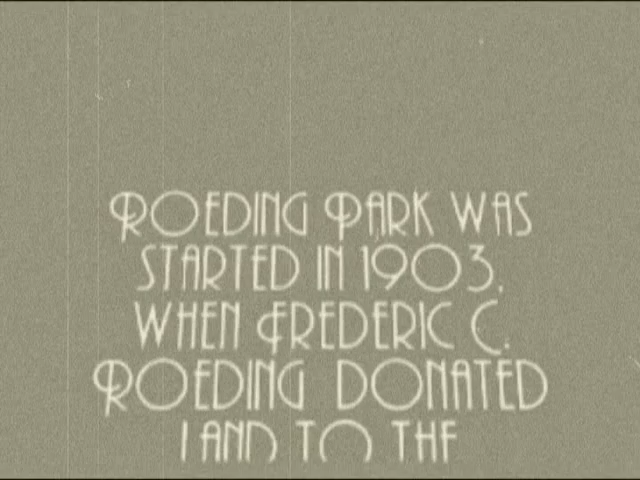 Roeding Park was
started in 1903,
when Frederic C.
Roeding donated
land to the